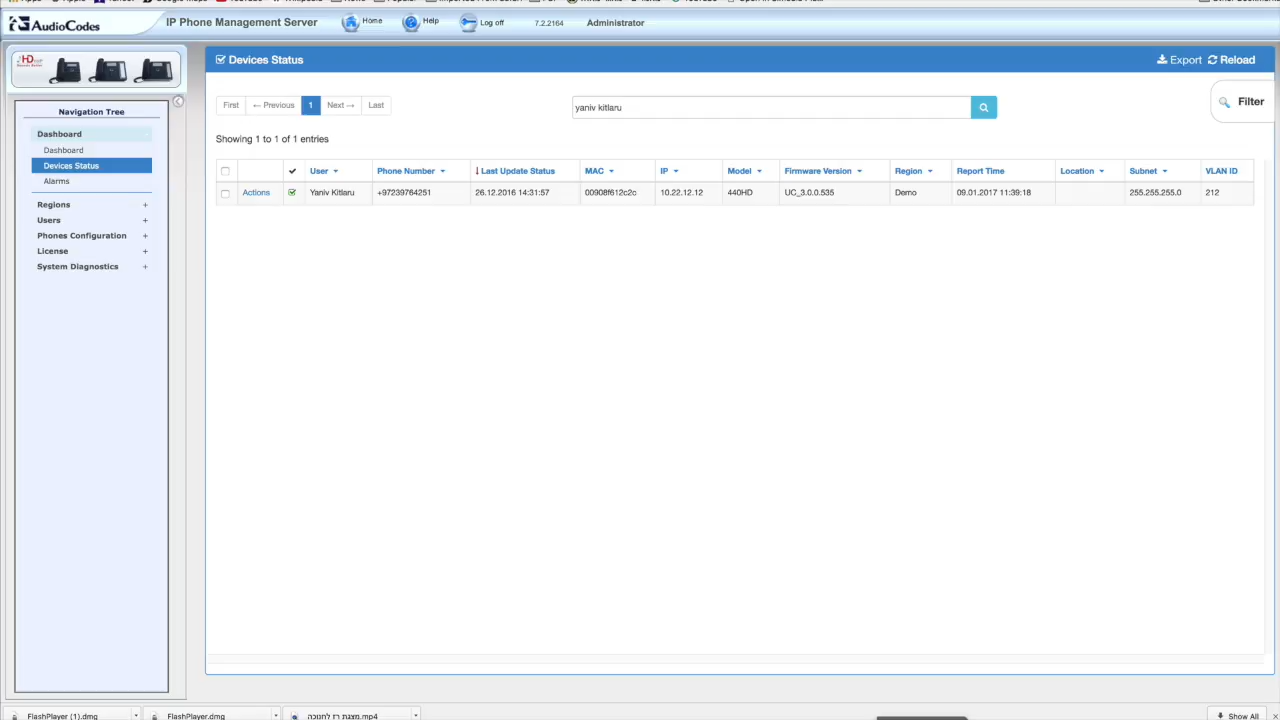 AudioCodes
IP Phone Management Server
Home
Help
Log off
7.2.2164
Administrator
HD
Navigation Tree
Dashboard
Dashboard
Devices Status
Alarms
Regions +
Users +
Phones Configuration +
License +
System Diagnostics +
Devices Status
Export
Reload
First
← Previous
1
Next →
Last
yaniv kitlaru
Filter
Showing 1 to 1 of 1 entries
User Phone Number Last Update Status MAC IP Model Firmware Version Region Report Time Location Subnet VLAN ID
Actions Yaniv Kitlaru +97239764251 26.12.2016 14:31:57 00908f612c2c 10.22.12.12 440HD UC_3.0.0.535 Demo 09.01.2017 11:39:18 255.255.255.0 212
FlashPlayer (1).dmg
FlashPlayer.dmg
מצגת רז לחנוכה.mp4
Show All